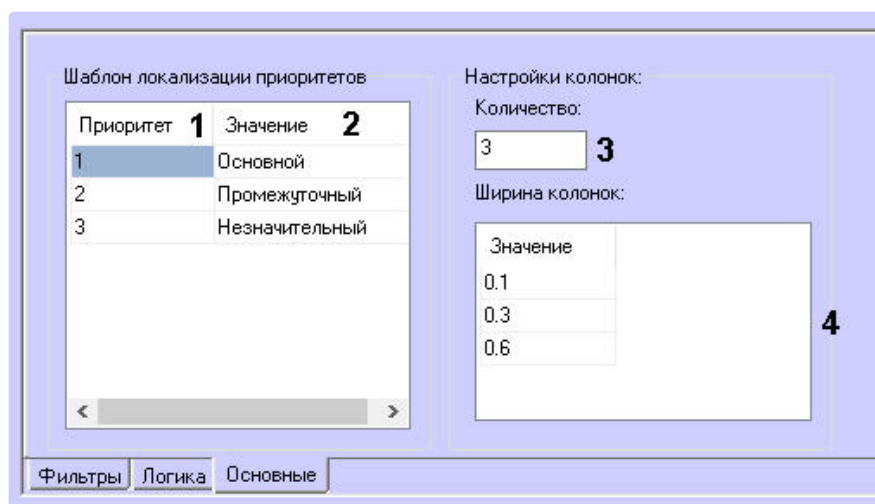 Шаблон локализации приоритетов
Приоритет 1 Значение 2
1 Основной
2 Промежуточный
3 Незначительный
Настройки колонок:
Количество:
3 3
Ширина колонок:
Значение
0.1
0.3
0.6
4
Фильтры Логика Основные